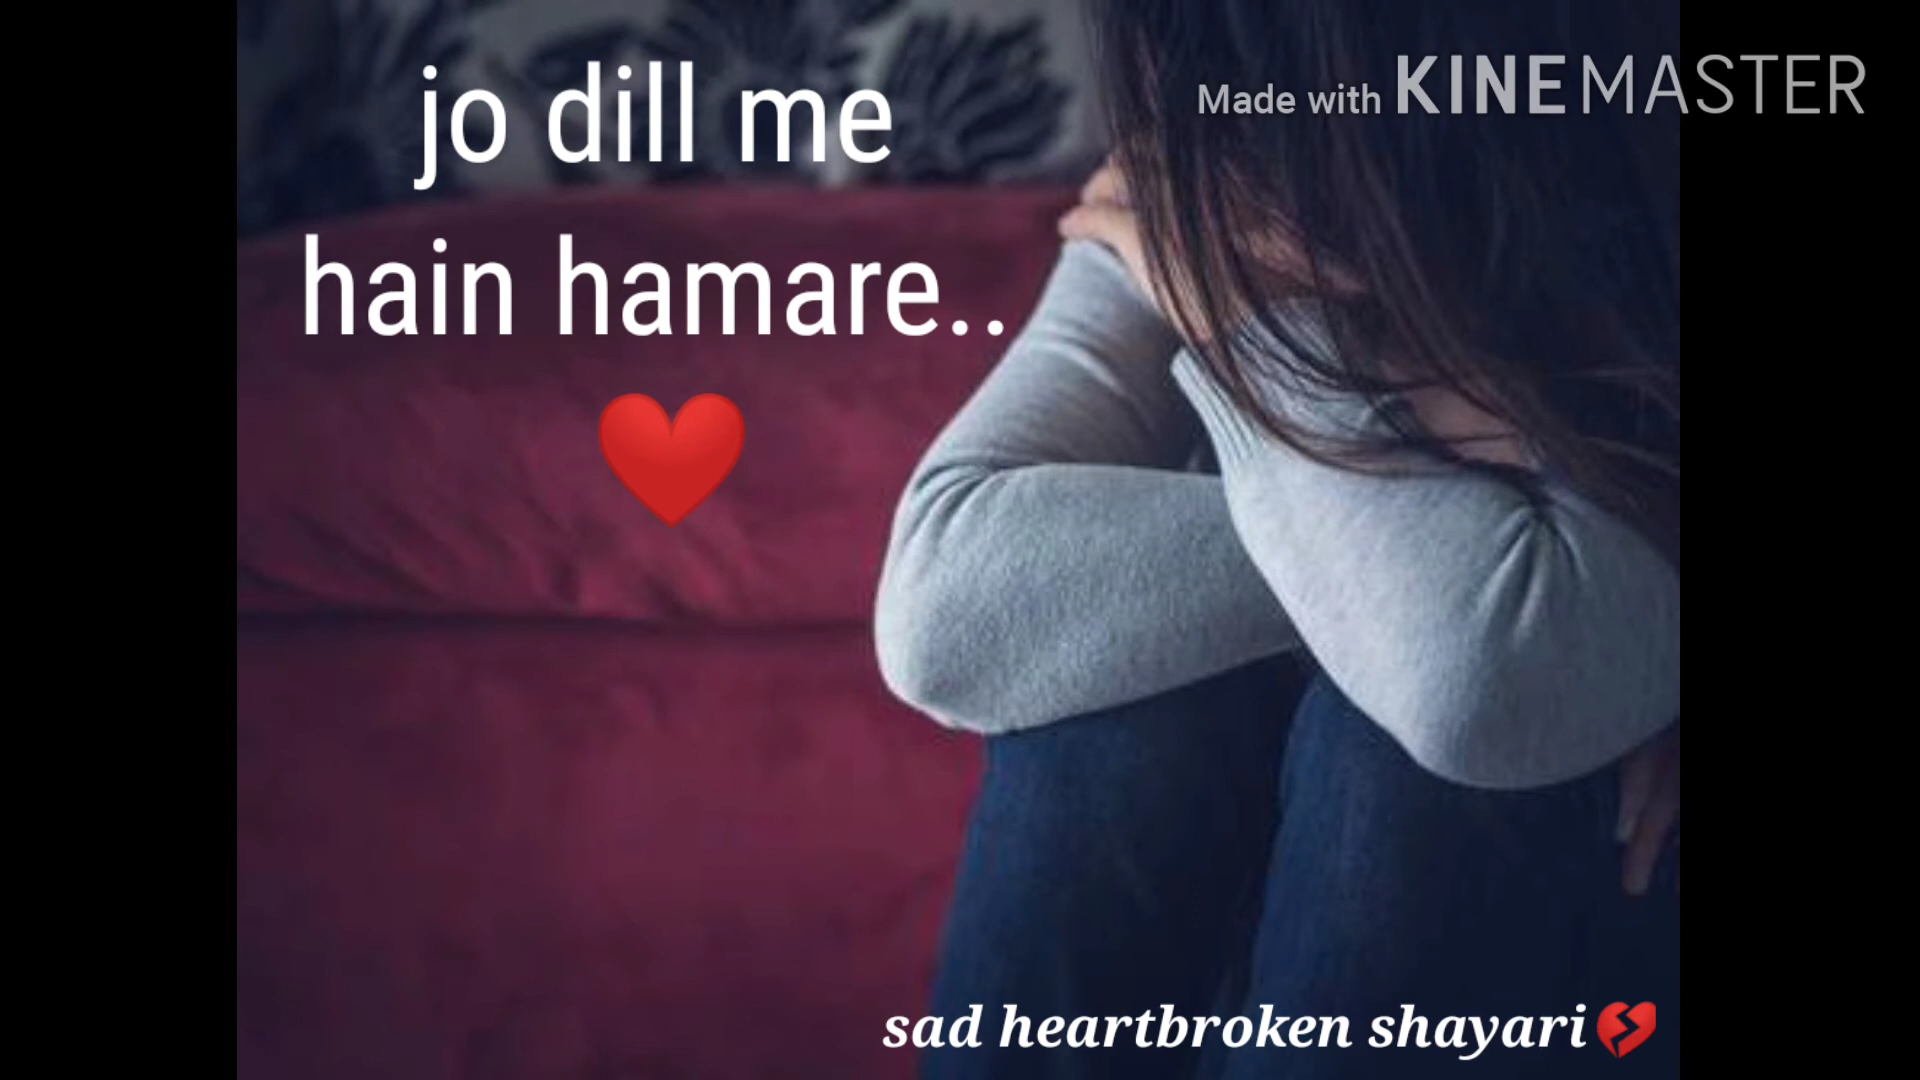 jo dill me
hain hamare..
❤️
Made with KINEMASTER
sad heartbroken shayari💔